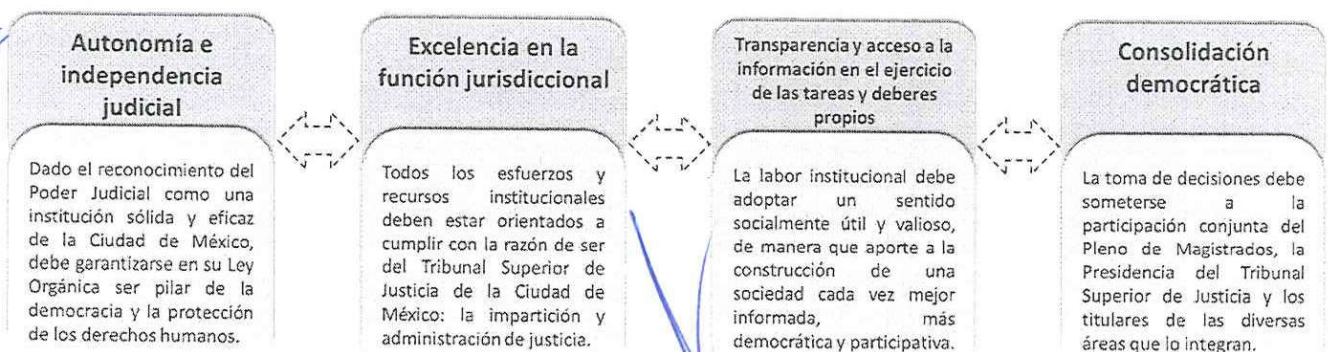 Autonomía e
independencia
judicial
Dado el reconocimiento del
Poder Judicial como una
institución sólida y eficaz
de la Ciudad de México,
debe garantizarse en su Ley
Orgánica ser pilar de la
democracia y la protección
de los derechos humanos.
Excelencia en la
función jurisdiccional
Todos los esfuerzos y
recursos institucionales
deben estar orientados a
cumplir con la razón de ser
del Tribunal Superior de
Justicia de la Ciudad de
México: la impartición y
administración de justicia.
Transparencia y acceso a la
información en el ejercicio
de las tareas y deberes
propios
La labor institucional debe
adoptar un sentido
socialmente útil y valioso,
de manera que aporte a la
construcción de una
sociedad cada vez mejor
informada, más
democrática y participativa.
Consolidación
democrática
La toma de decisiones debe
someterse a la
participación conjunta del
Pleno de Magistrados, la
Presidencia del Tribunal
Superior de Justicia y los
titulares de las diversas
áreas que lo integran.